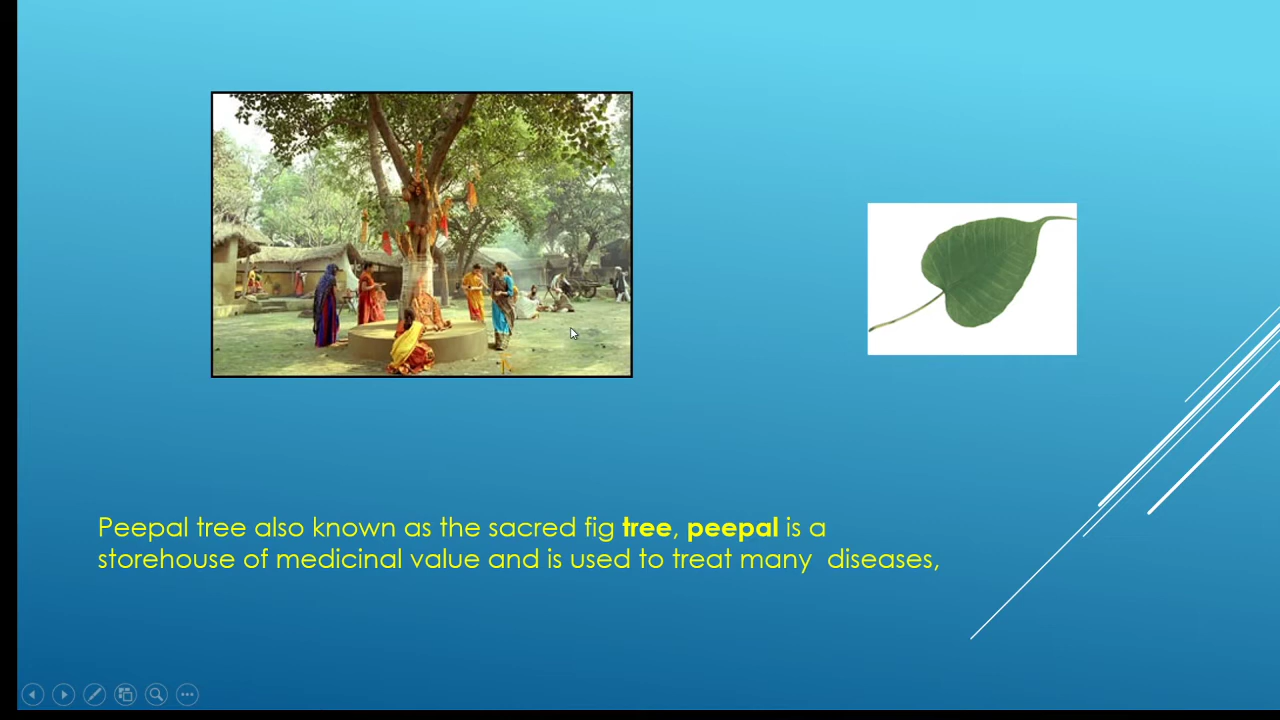 Peepal tree also known as the sacred fig tree, peepal is a
storehouse of medicinal value and is used to treat many  diseases,